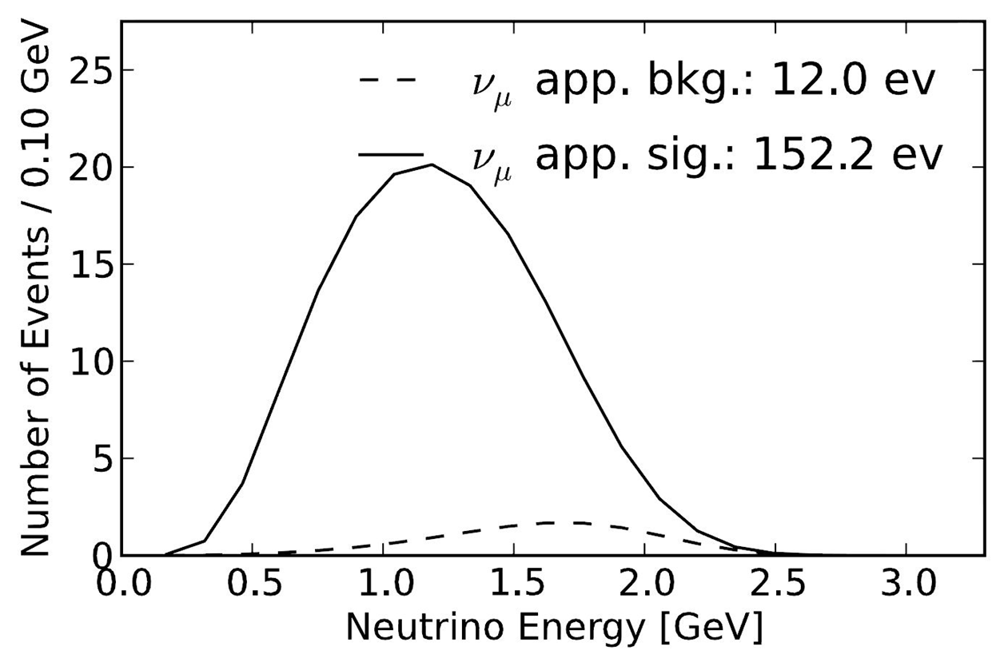 Number of Events / 0.10 GeV
25
20
15
10
5
0
ν_μ app. bkg.: 12.0 ev
ν_μ app. sig.: 152.2 ev
0.0 0.5 1.0 1.5 2.0 2.5 3.0
Neutrino Energy [GeV]